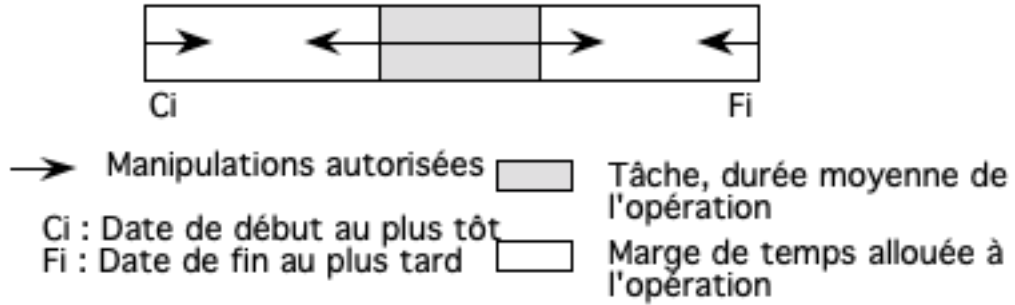 Ci Fi
Manipulations autorisées
Tâche, durée moyenne de
l'opération
Ci : Date de début au plus tôt
Fi : Date de fin au plus tard
Marge de temps allouée à
l'opération